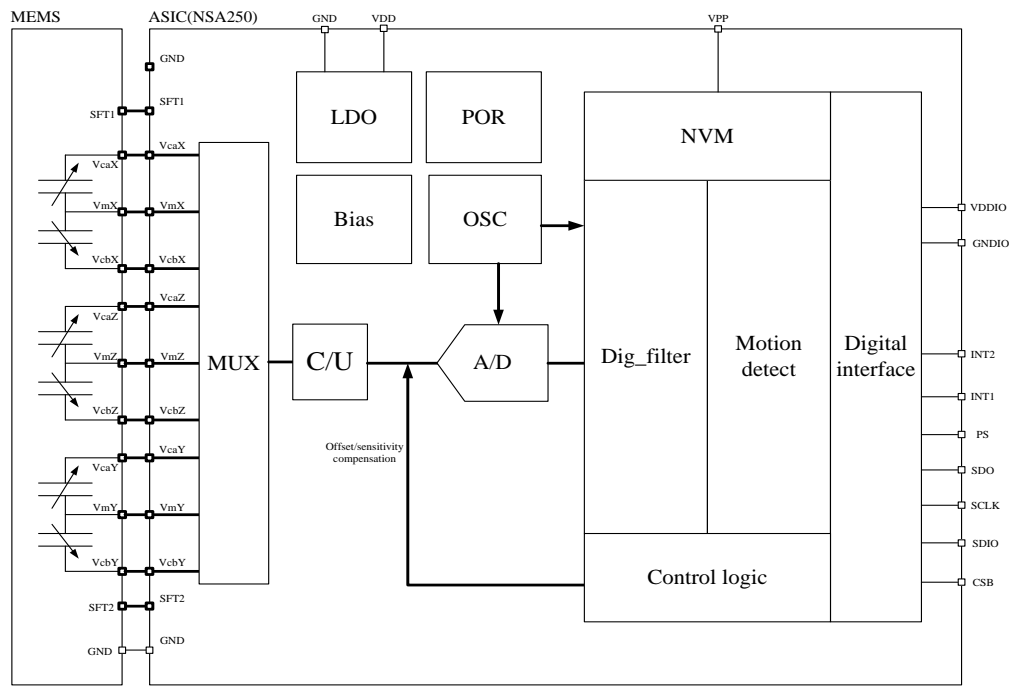 MEMS
ASIC(NSA250)
GND
VDD
VPP
GND
SFT1
SFT1
LDO
POR
NVM
VcaX
VcaX
VmX
VmX
Bias
OSC
VDDIO
GNDIO
VcbX
VcbX
VcaZ
VcaZ
VmZ
VmZ
MUX
C/U
A/D
Dig_filter
Motion
detect
Digital
interface
INT2
INT1
VcbZ
VcbZ
PS
Offset/sensitivity
compensation
VcaY
VcaY
SDO
VmY
VmY
SCLK
SDIO
VcbY
VcbY
Control logic
CSB
SFT2
SFT2
GND
GND